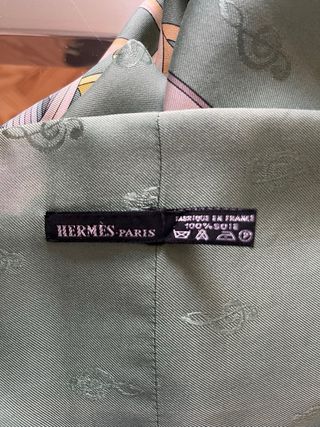 HERMÈS-PARIS
FABRIQUE EN FRANCE
100% SOIE